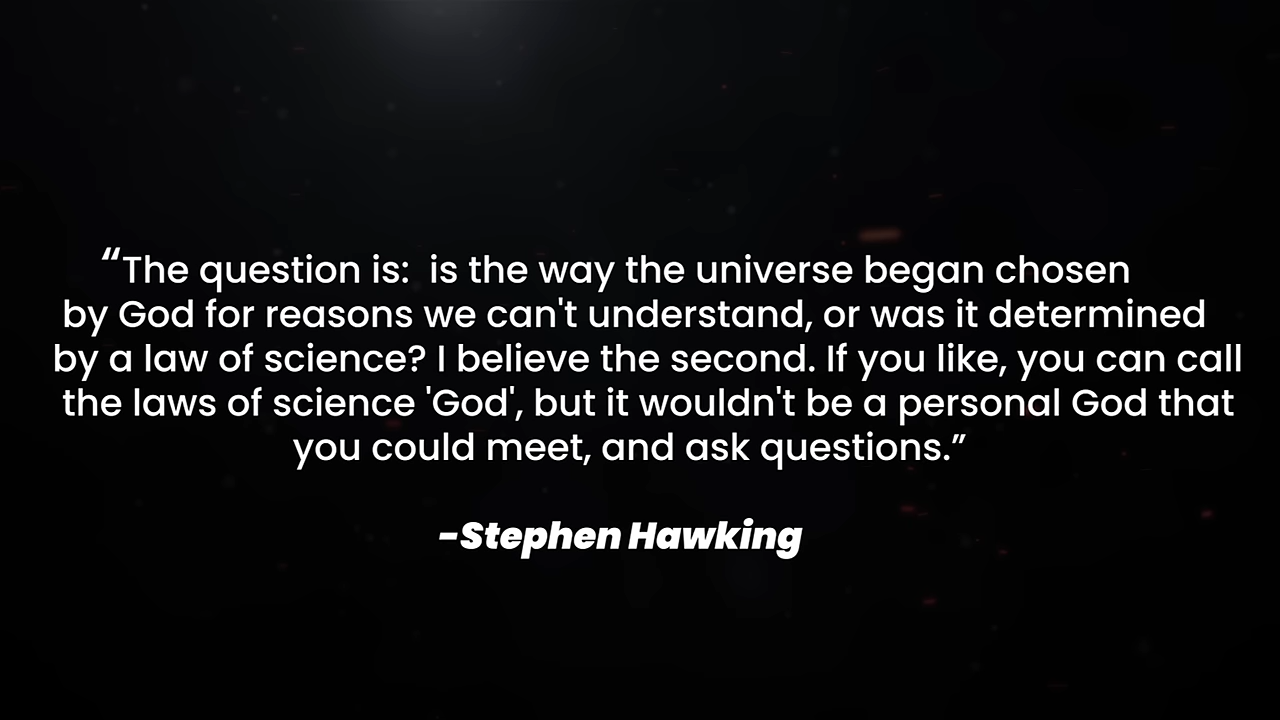 “The question is:  is the way the universe began chosen
by God for reasons we can't understand, or was it determined
by a law of science? I believe the second. If you like, you can call
the laws of science 'God', but it wouldn't be a personal God that
you could meet, and ask questions.”
-Stephen Hawking